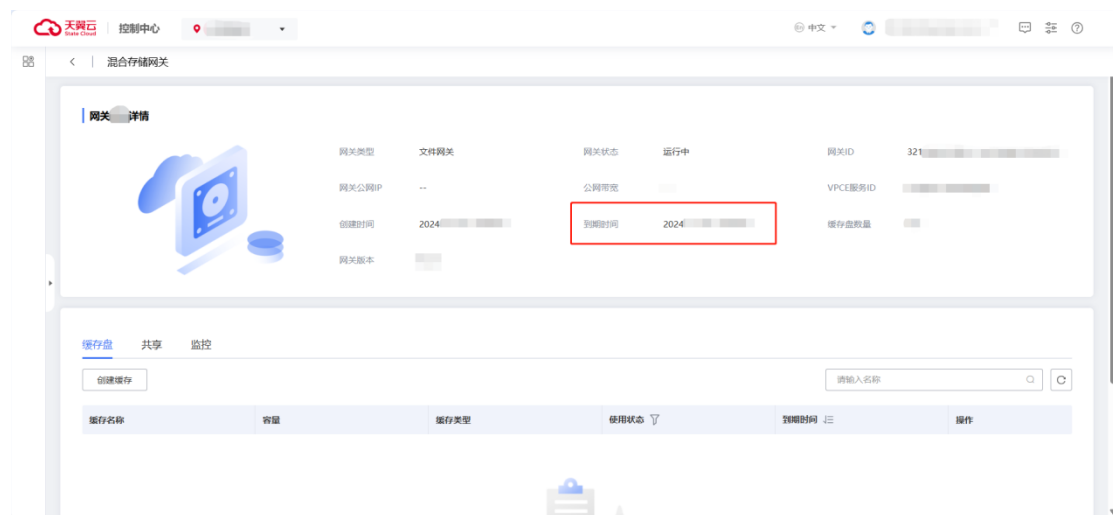 天翼云 State Cloud 控制中心 中文
混合存储网关
网关 详情
网关类型 文件网关 网关状态 运行中 网关ID 321
网关公网IP -- 公网带宽 VPCE服务ID
创建时间 2024 到期时间 2024 缓存盘数量
网关版本
缓存盘 共享 监控
创建缓存 请输入名称
缓存名称 容量 缓存类型 使用状态 到期时间 操作